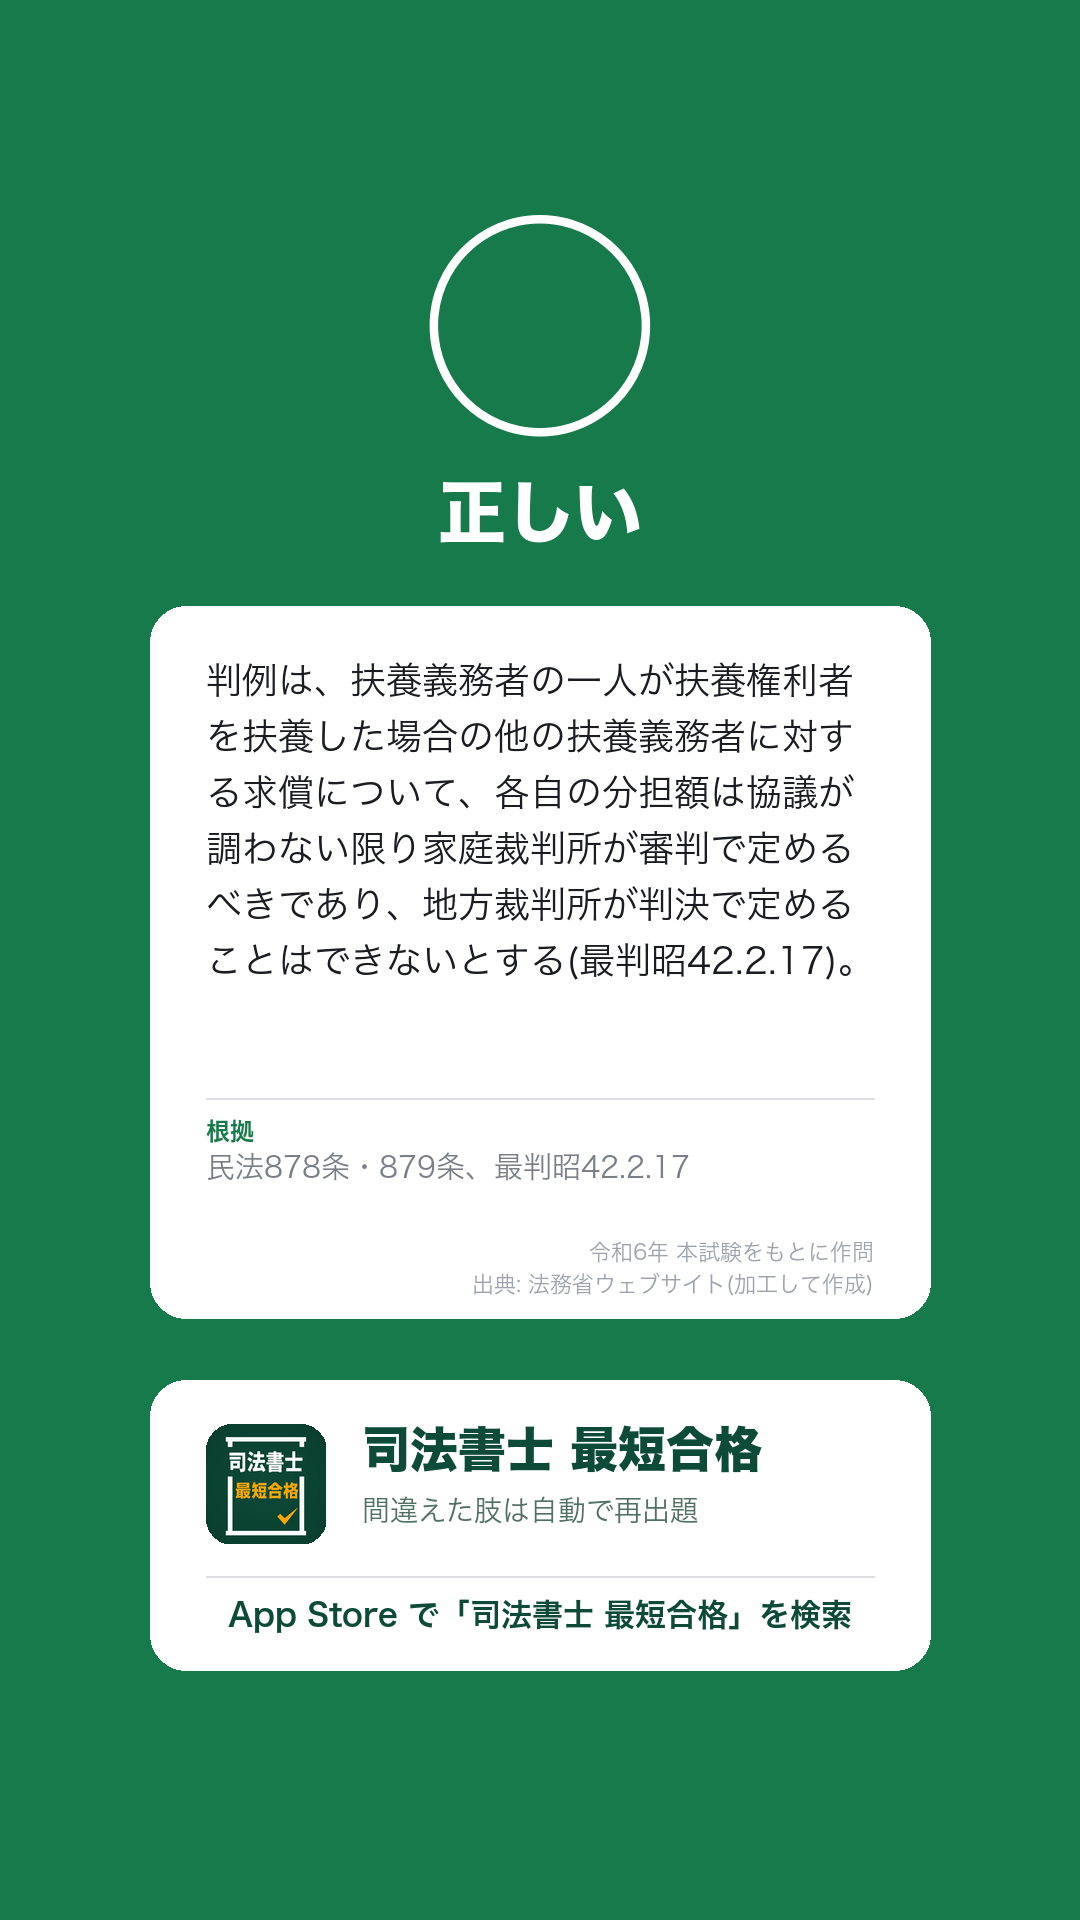 正しい
判例は、扶養義務者の一人が扶養権利者
を扶養した場合の他の扶養義務者に対す
る求償について、各自の分担額は協議が
調わない限り家庭裁判所が審判で定める
べきであり、地方裁判所が判決で定める
ことはできないとする(最判昭42.2.17)。
根拠
民法878条・879条、最判昭42.2.17
令和6年 本試験をもとに作問
出典: 法務省ウェブサイト(加工して作成)
司法書士
最短合格
司法書士 最短合格
間違えた肢は自動で再出題
App Store で「司法書士 最短合格」を検索